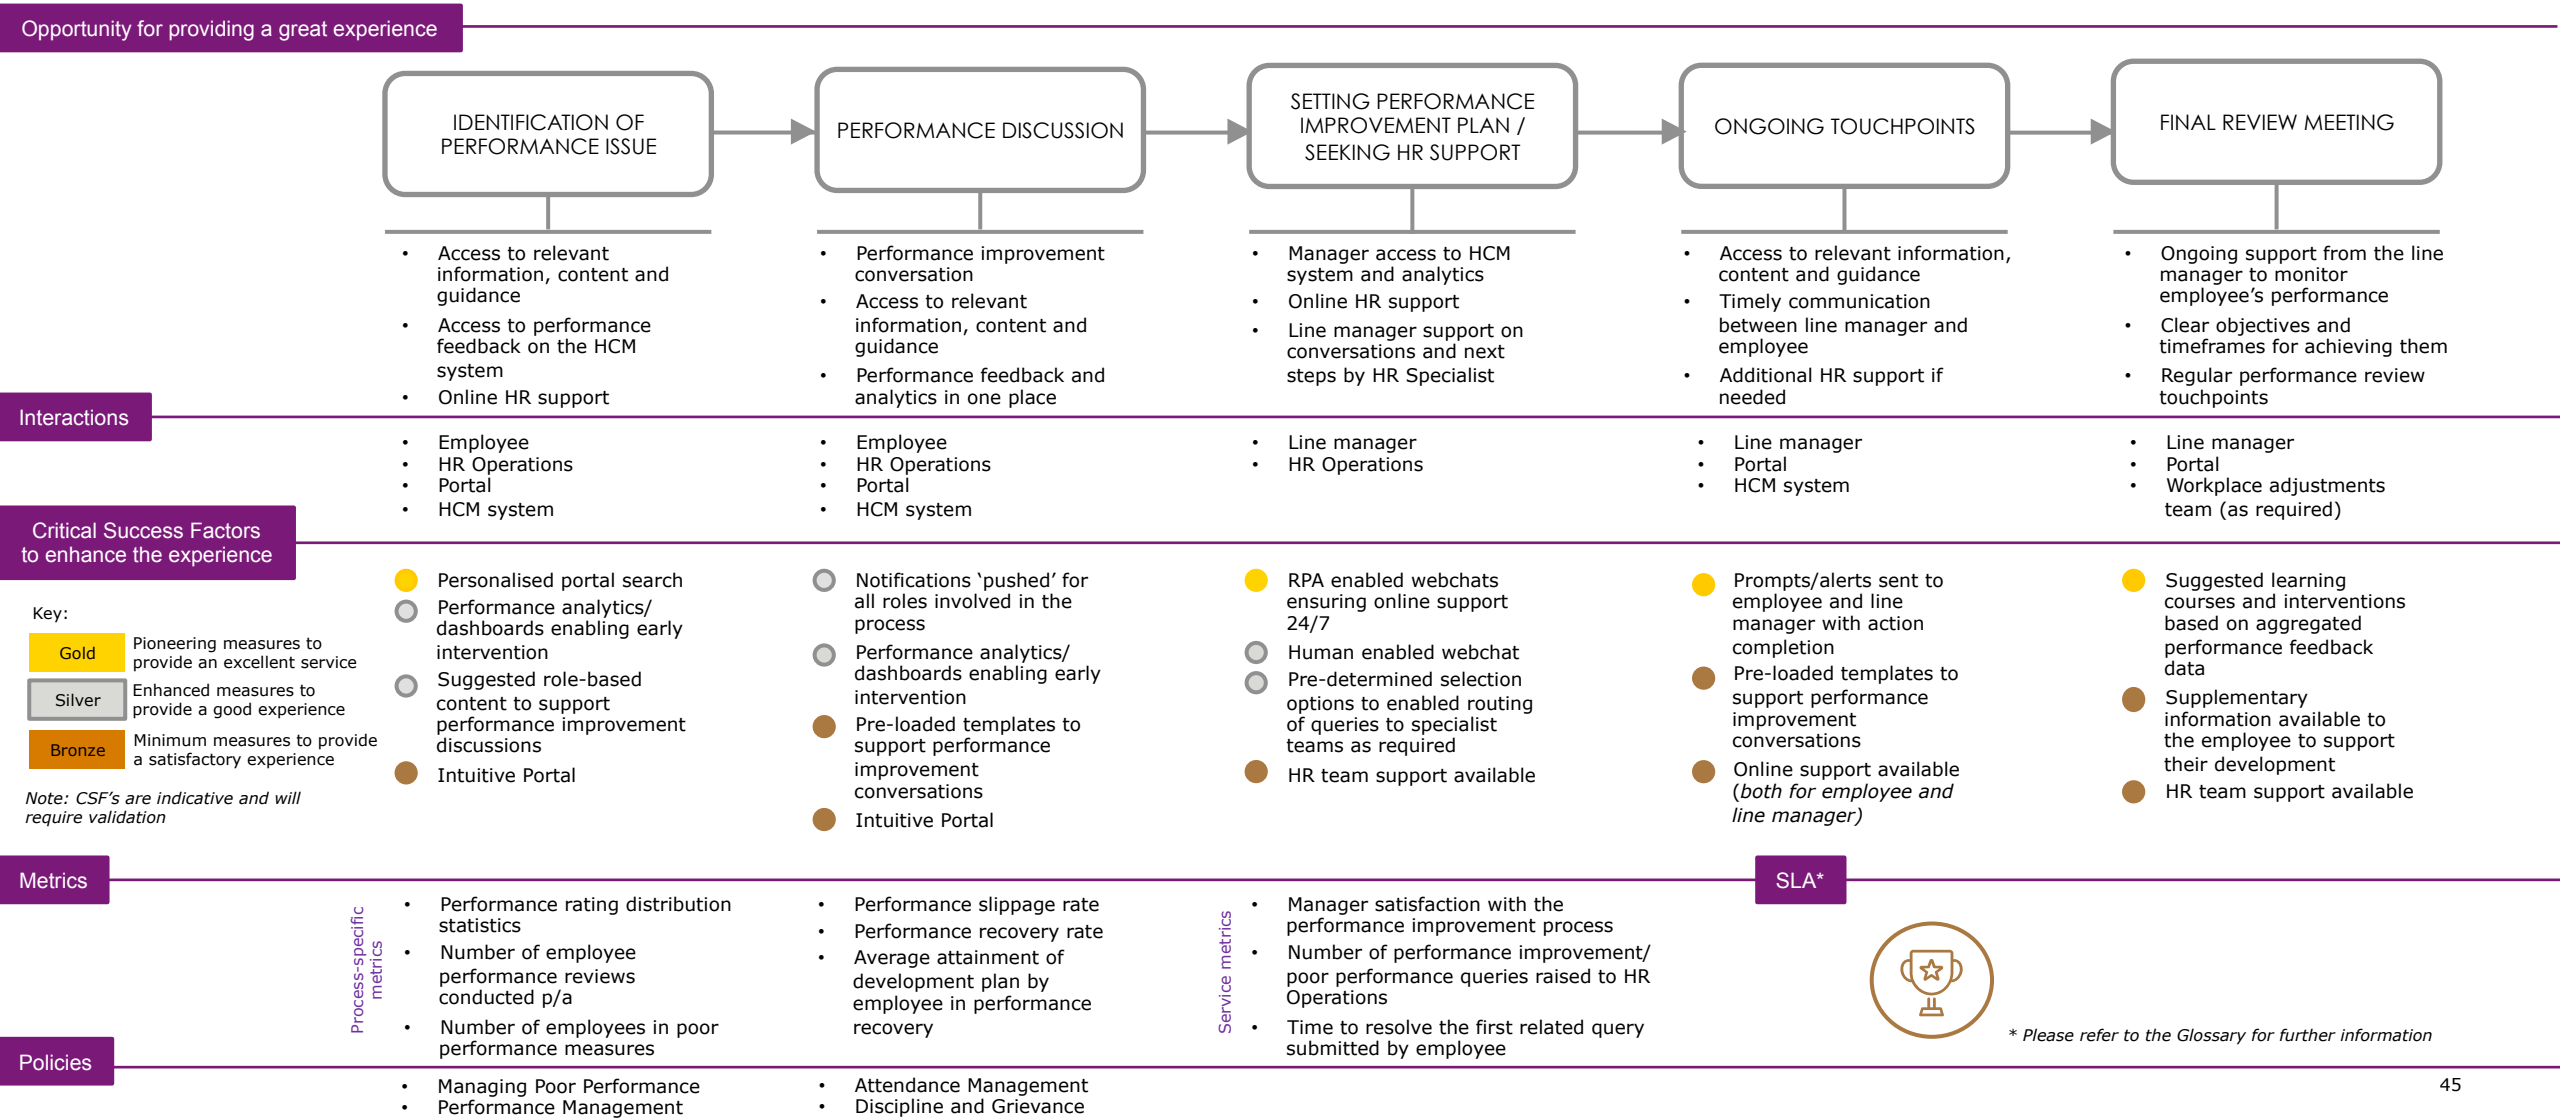 Opportunity for providing a great experience
IDENTIFICATION OF
PERFORMANCE ISSUE
PERFORMANCE DISCUSSION
SETTING PERFORMANCE
IMPROVEMENT PLAN /
SEEKING HR SUPPORT
ONGOING TOUCHPOINTS
FINAL REVIEW MEETING
• Access to relevant
information, content and
guidance
• Access to performance
feedback on the HCM
system
• Online HR support
• Performance improvement
conversation
• Access to relevant
information, content and
guidance
• Performance feedback and
analytics in one place
• Manager access to HCM
system and analytics
• Online HR support
• Line manager support on
conversations and next
steps by HR Specialist
• Access to relevant information,
content and guidance
• Timely communication
between line manager and
employee
• Additional HR support if
needed
• Ongoing support from the line
manager to monitor
employee’s performance
• Clear objectives and
timeframes for achieving them
• Regular performance review
touchpoints
Interactions
• Employee
• HR Operations
• Portal
• HCM system
• Employee
• HR Operations
• Portal
• HCM system
• Line manager
• HR Operations
• Line manager
• Portal
• HCM system
• Line manager
• Portal
• Workplace adjustments
team (as required)
Critical Success Factors
to enhance the experience
Key:
Gold
Pioneering measures to
provide an excellent service
Silver
Enhanced measures to
provide a good experience
Bronze
Minimum measures to provide
a satisfactory experience
Note: CSF’s are indicative and will
require validation
Personalised portal search
Performance analytics/
dashboards enabling early
intervention
Suggested role-based
content to support
performance improvement
discussions
Intuitive Portal
Notifications ‘pushed’ for
all roles involved in the
process
Performance analytics/
dashboards enabling early
intervention
Pre-loaded templates to
support performance
improvement
conversations
Intuitive Portal
RPA enabled webchats
ensuring online support
24/7
Human enabled webchat
Pre-determined selection
options to enabled routing
of queries to specialist
teams as required
HR team support available
Prompts/alerts sent to
employee and line
manager with action
completion
Pre-loaded templates to
support performance
improvement
conversations
Online support available
(both for employee and
line manager)
Suggested learning
courses and interventions
based on aggregated
performance feedback
data
Supplementary
information available to
the employee to support
their development
HR team support available
Metrics
Process-specific
metrics
• Performance rating distribution
statistics
• Number of employee
performance reviews
conducted p/a
• Number of employees in poor
performance measures
• Performance slippage rate
• Performance recovery rate
• Average attainment of
development plan by
employee in performance
recovery
Service metrics
• Manager satisfaction with the
performance improvement process
• Number of performance improvement/
poor performance queries raised to HR
Operations
• Time to resolve the first related query
submitted by employee
SLA*
* Please refer to the Glossary for further information
Policies
• Managing Poor Performance
• Performance Management
• Attendance Management
• Discipline and Grievance
45